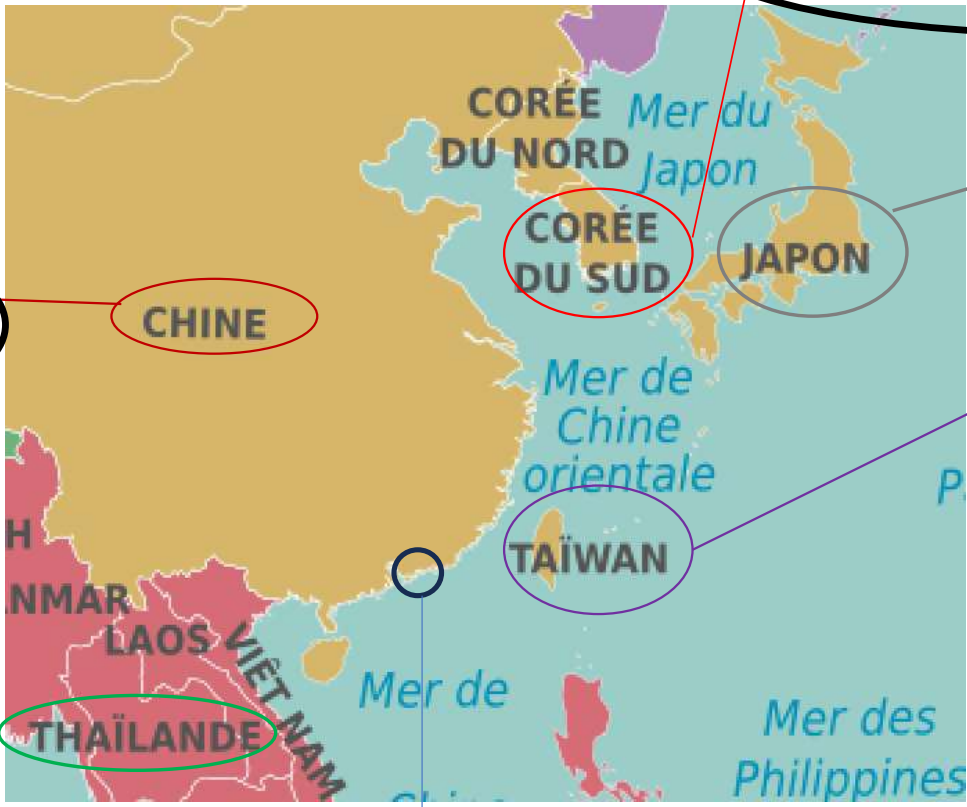 CORÉE
DU NORD
Mer du
Japon
CORÉE
DU SUD
JAPON
CHINE
Mer de
Chine
orientale
TAÏWAN
LAOS
VIÊT NAM
THAÏLANDE
Mer de
Mer des
Philippines